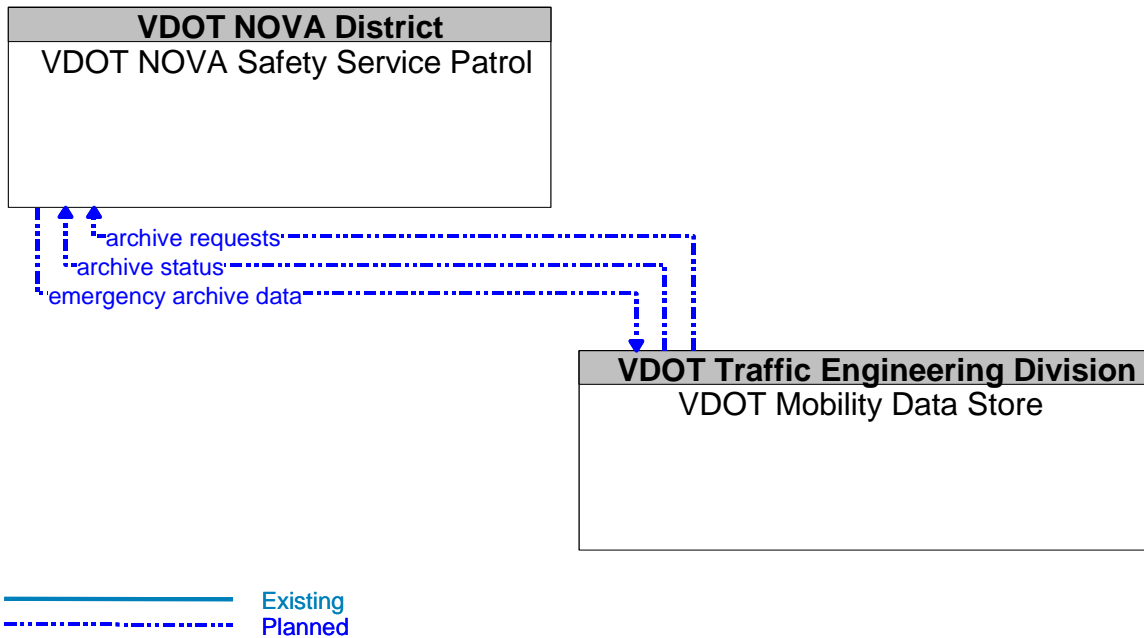 VDOT NOVA District
VDOT NOVA Safety Service Patrol
archive requests
archive status
emergency archive data
VDOT Traffic Engineering Division
VDOT Mobility Data Store
Existing
Planned